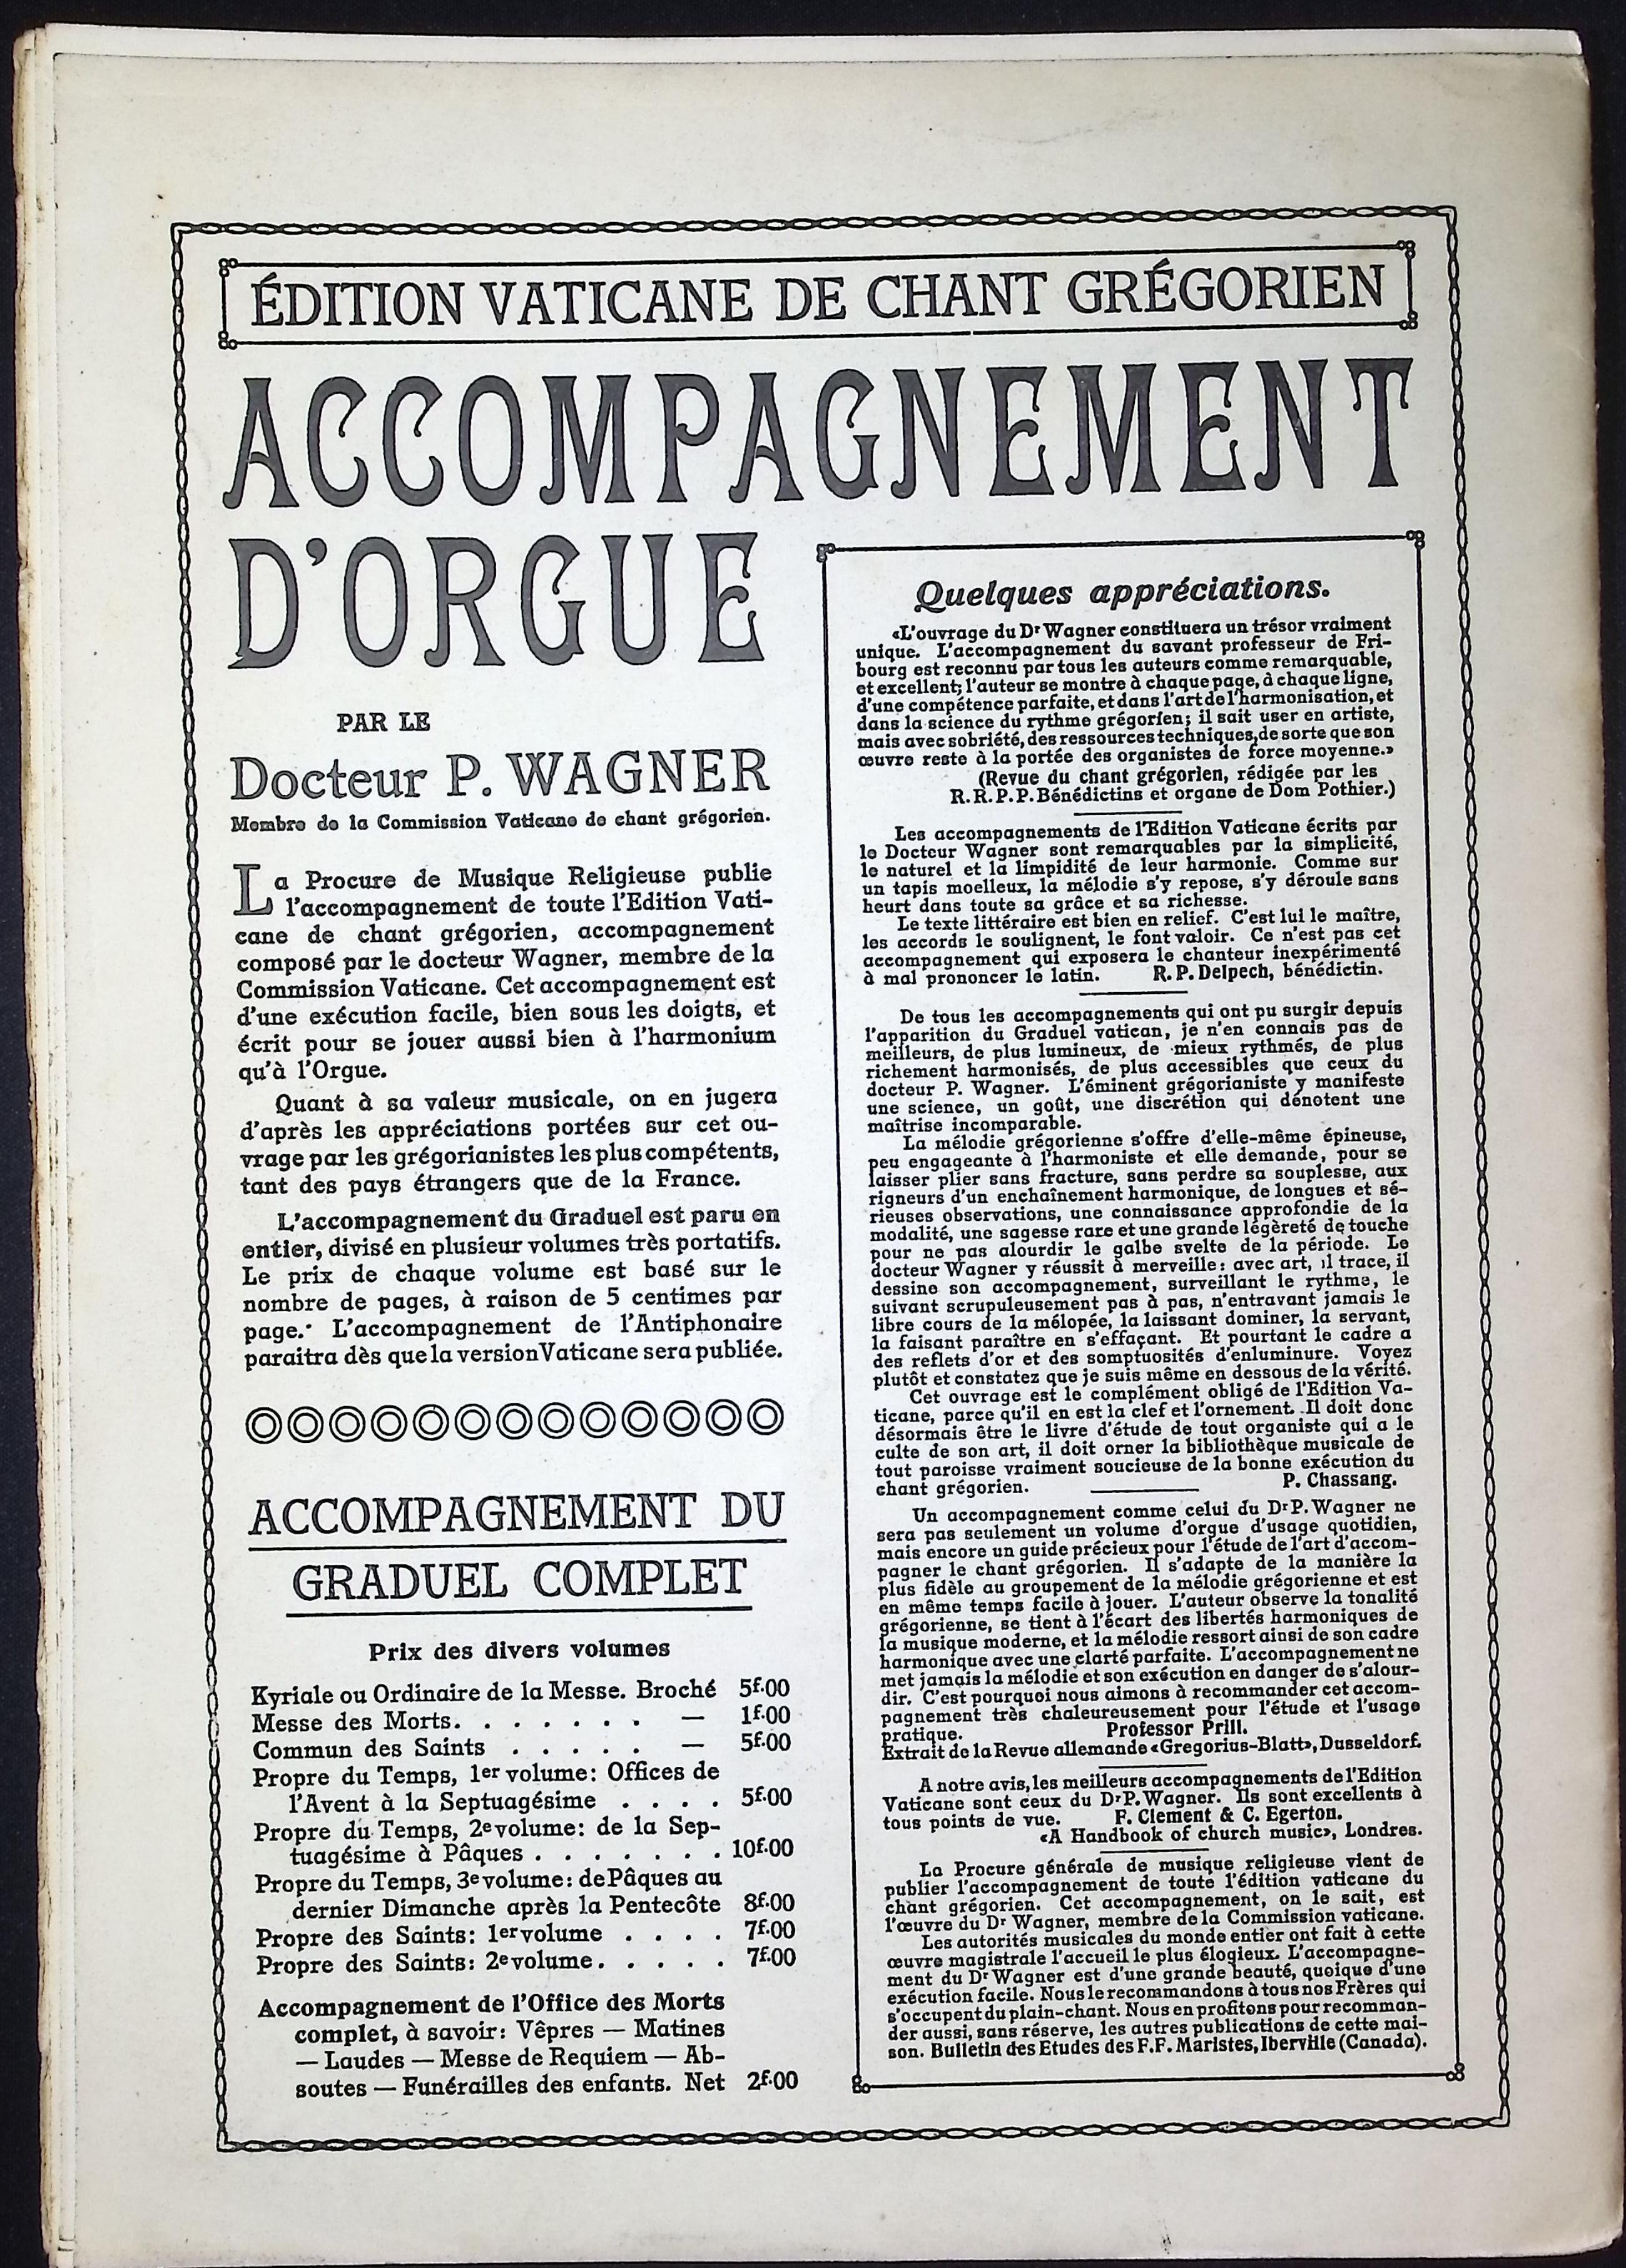 ÉDITION VATICANE DE CHANT GRÉGORIEN
ACCOMPAGNEMENT
D'ORGUE
PAR LE
Docteur P. WAGNER
Membre de la Commission Vaticane de chant grégorien.
La Procure de Musique Religieuse publie
l'accompagnement de toute l'Edition Vati-
cane de chant grégorien, accompagnement
composé par le docteur Wagner, membre de la
Commission Vaticane. Cet accompagnement est
d'une exécution facile, bien sous les doigts, et
écrit pour se jouer aussi bien à l'harmonium
qu'à l'Orgue.
Quant à sa valeur musicale, on en jugera
d'après les appréciations portées sur cet ou-
vrage par les grégorianistes les plus compétents,
tant des pays étrangers que de la France.
L'accompagnement du Graduel est paru en
entier, divisé en plusieur volumes très portatifs.
Le prix de chaque volume est basé sur le
nombre de pages, à raison de 5 centimes par
page. L'accompagnement de l'Antiphonaire
paraitra dès que la version Vaticane sera publiée.
ACCOMPAGNEMENT DU
GRADUEL COMPLET
Prix des divers volumes
Kyriale ou Ordinaire de la Messe. Broché 5f.00
Messe des Morts. . . . . . . . — 1f.00
Commun des Saints . . . . . — 5f.00
Propre du Temps, 1er volume: Offices de
l'Avent à la Septuagésime . . . . 5f.00
Propre du Temps, 2e volume: de la Sep-
tuagésime à Pâques . . . . . . . . 10f.00
Propre du Temps, 3e volume: de Pâques au
dernier Dimanche après la Pentecôte 8f.00
Propre des Saints: 1er volume . . . . 7f.00
Propre des Saints: 2e volume. . . . . 7f.00
Accompagnement de l'Office des Morts
complet, à savoir: Vêpres — Matines
— Laudes — Messe de Requiem — Ab-
soutes — Funérailles des enfants. Net 2f.00
Quelques appréciations.
«L'ouvrage du Dr Wagner constituera un trésor vraiment
unique. L'accompagnement du savant professeur de Fri-
bourg est reconnu par tous les auteurs comme remarquable,
et excellent; l'auteur se montre à chaque page, à chaque ligne,
d'une compétence parfaite, et dans l'art de l'harmonisation, et
dans la science du rythme grégorien; il sait user en artiste,
mais avec sobriété, des ressources techniques, de sorte que son
œuvre reste à la portée des organistes de force moyenne.»
(Revue du chant grégorien, rédigée par les
R. R. P. P. Bénédictins et organe de Dom Pothier.)
Les accompagnements de l'Edition Vaticane écrits par
le Docteur Wagner sont remarquables par la simplicité,
le naturel et la limpidité de leur harmonie. Comme sur
un tapis moelleux, la mélodie s'y repose, s'y déroule sans
heurt dans toute sa grâce et sa richesse.
Le texte littéraire est bien en relief. C'est lui le maître,
les accords le soulignent, le font valoir. Ce n'est pas cet
accompagnement qui exposera le chanteur inexpérimenté
à mal prononcer le latin. R. P. Delpech, bénédictin.
De tous les accompagnements qui ont pu surgir depuis
l'apparition du Graduel vatican, je n'en connais pas de
meilleurs, de plus lumineux, de mieux rythmés, de plus
richement harmonisés, de plus accessibles que ceux du
docteur P. Wagner. L'éminent grégorianiste y manifeste
une science, un goût, une discrétion qui dénotent une
maîtrise incomparable.
La mélodie grégorienne s'offre d'elle-même épineuse,
peu engageante à l'harmoniste et elle demande, pour se
laisser plier sans fracture, sans perdre sa souplesse, aux
rigneurs d'un enchaînement harmonique, de longues et sé-
rieuses observations, une connaissance approfondie de la
modalité, une sagesse rare et une grande légèreté de touche
pour ne pas alourdir le galbe svelte de la période. Le
docteur Wagner y réussit à merveille: avec art, il trace, il
dessine son accompagnement, surveillant le rythme, le
suivant scrupuleusement pas à pas, n'entravant jamais le
libre cours de la mélopée, la laissant dominer, la servant,
la faisant paraître en s'effaçant. Et pourtant le cadre a
des reflets d'or et des somptuosités d'enluminure. Voyez
plutôt et constatez que je suis même en dessous de la vérité.
Cet ouvrage est le complément obligé de l'Edition Va-
ticane, parce qu'il en est la clef et l'ornement. Il doit donc
désormais être le livre d'étude de tout organiste qui a le
culte de son art, il doit orner la bibliothèque musicale de
tout paroisse vraiment soucieuse de la bonne exécution du
chant grégorien. P. Chassang.
Un accompagnement comme celui du Dr P. Wagner ne
sera pas seulement un volume d'orgue d'usage quotidien,
mais encore un guide précieux pour l'étude de l'art d'accom-
pagner le chant grégorien. Il s'adapte de la manière la
plus fidèle au groupement de la mélodie grégorienne et est
en même temps facile à jouer. L'auteur observe la tonalité
grégorienne, se tient à l'écart des libertés harmoniques de
la musique moderne, et la mélodie ressort ainsi de son cadre
harmonique avec une clarté parfaite. L'accompagnement ne
met jamais la mélodie et son exécution en danger de s'alour-
dir. C'est pourquoi nous aimons à recommander cet accom-
pagnement très chaleureusement pour l'étude et l'usage
pratique. Professor Prill.
Extrait de la Revue allemande «Gregorius-Blatt», Dusseldorf.
A notre avis, les meilleurs accompagnements de l'Edition
Vaticane sont ceux du Dr P. Wagner. Ils sont excellents à
tous points de vue. F. Clement & C. Egerton.
«A Handbook of church music», Londres.
La Procure générale de musique religieuse vient de
publier l'accompagnement de toute l'édition vaticane du
chant grégorien. Cet accompagnement, on le sait, est
l'œuvre du Dr Wagner, membre de la Commission vaticane.
Les autorités musicales du monde entier ont fait à cette
œuvre magistrale l'accueil le plus élogieux. L'accompagne-
ment du Dr Wagner est d'une grande beauté, quoique d'une
exécution facile. Nous le recommandons à tous nos Frères qui
s'occupent du plain-chant. Nous en profitons pour recomman-
der aussi, sans réserve, les autres publications de cette mai-
son. Bulletin des Etudes des F. F. Maristes, Iberville (Canada).